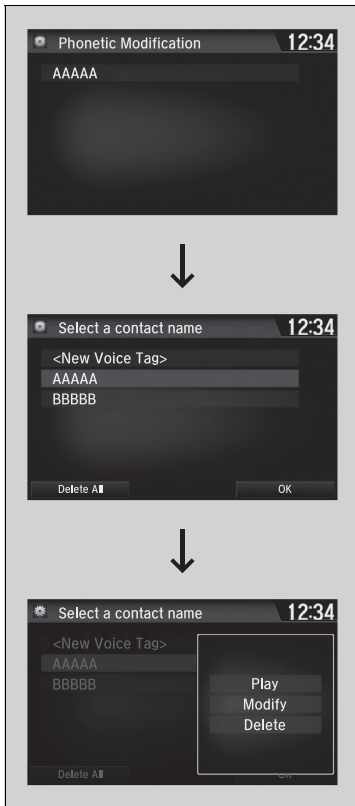 Phonetic Modification 12:34
AAAAA
Select a contact name 12:34
<New Voice Tag>
AAAAA
BBBBB
Delete All OK
Select a contact name 12:34
<New Voice Tag>
AAAAA
BBBBB
Play
Modify
Delete
Delete All OK